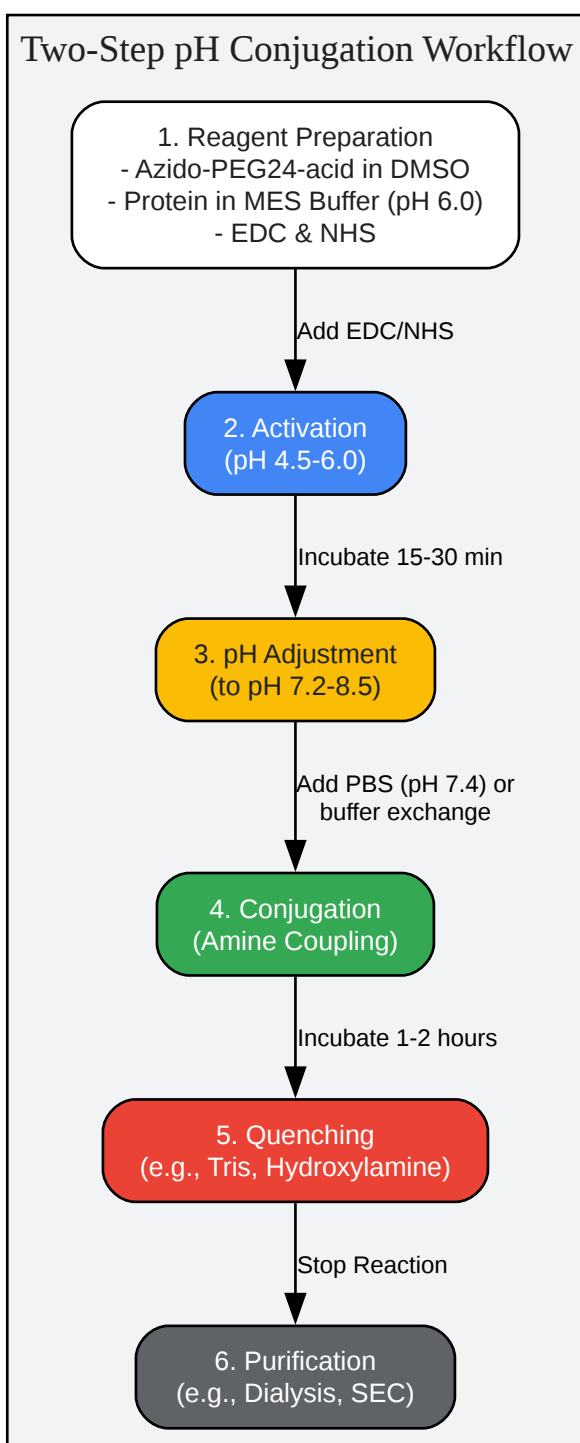 Two-Step pH Conjugation Workflow
1. Reagent Preparation
- Azido-PEG24-acid in DMSO
- Protein in MES Buffer (pH 6.0)
- EDC & NHS
Add EDC/NHS
2. Activation
(pH 4.5-6.0)
Incubate 15-30 min
3. pH Adjustment
(to pH 7.2-8.5)
Add PBS (pH 7.4) or
buffer exchange
4. Conjugation
(Amine Coupling)
Incubate 1-2 hours
5. Quenching
(e.g., Tris, Hydroxylamine)
Stop Reaction
6. Purification
(e.g., Dialysis, SEC)